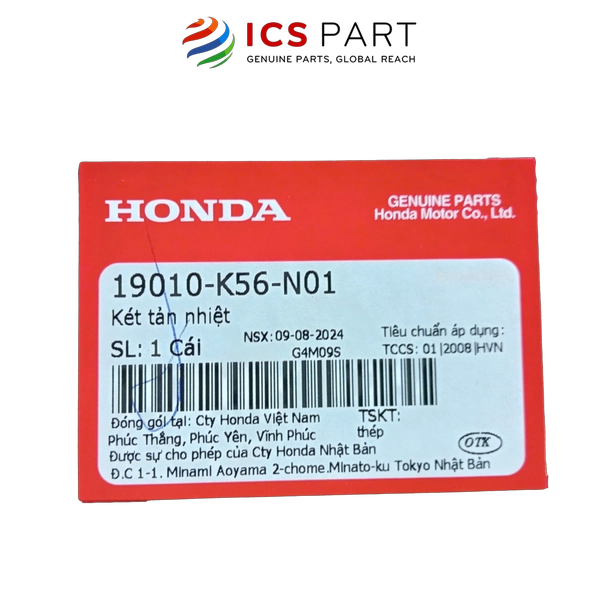 ICS PART
GENUINE PARTS, GLOBAL REACH
HONDA
GENUINE PARTS
Honda Motor Co., Ltd.
19010-K56-N01
Két tản nhiệt
SL: 1 Cái
NSX: 09-08-2024
G4M09S
Tiêu chuẩn áp dụng:
TCCS: 01|2008|HVN
Đóng gói tại: Cty Honda Việt Nam
Phúc Thắng, Phúc Yên, Vĩnh Phúc
TSKT:
thép
Được sự cho phép của Cty Honda Nhật Bản
OTK
Đ.C 1-1. Minami Aoyama 2-chome.Minato-ku Tokyo Nhật Bản